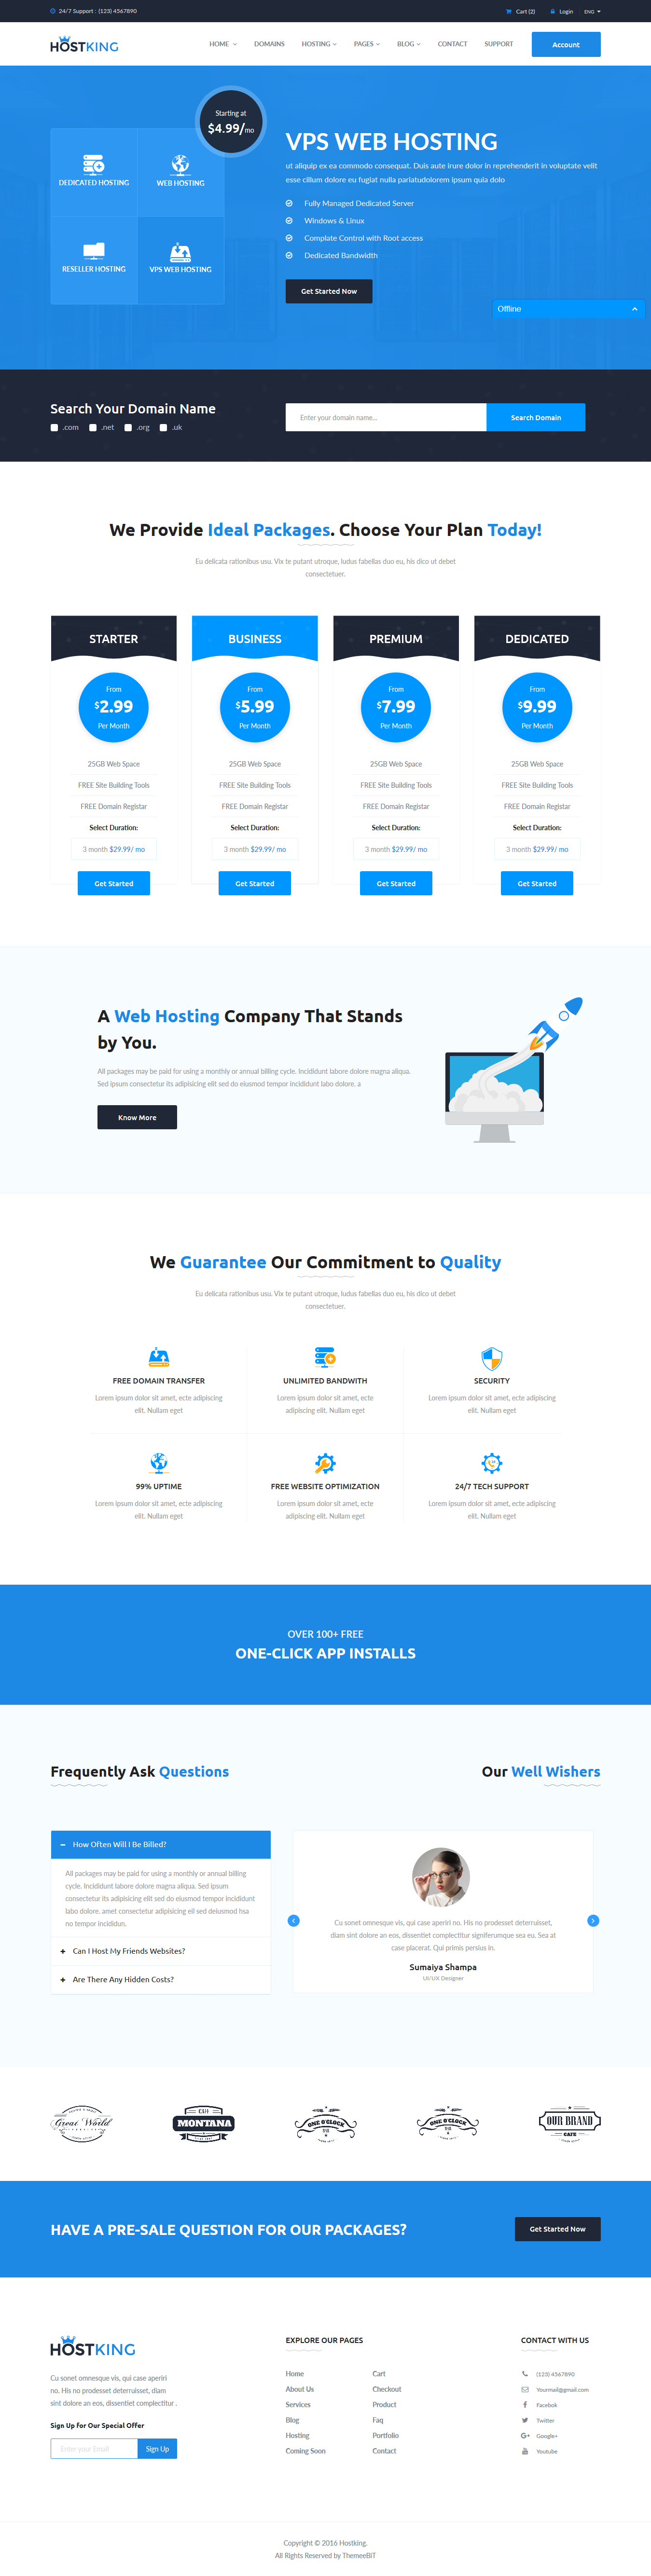 24/7 Support : (123) 4567890
Cart (2)
Login
ENG
HOSTKING
HOME
DOMAINS
HOSTING
PAGES
BLOG
CONTACT
SUPPORT
Account
Starting at
$4.99/mo
DEDICATED HOSTING
WEB HOSTING
RESELLER HOSTING
VPS WEB HOSTING
VPS WEB HOSTING
ut aliquip ex ea commodo consequat. Duis aute irure dolor in reprehenderit in voluptate velit
esse cillum dolore eu fugiat nulla pariatudolorem ipsum quia dolo
Fully Managed Dedicated Server
Windows & Linux
Complate Control with Root access
Dedicated Bandwidth
Get Started Now
Offline
Search Your Domain Name
.com
.net
.org
.uk
Enter your domain name...
Search Domain
We Provide Ideal Packages. Choose Your Plan Today!
Eu delicata rationibus usu. Vix te putant utroque, ludus fabellas duo eu, his dico ut debet
consectetuer.
STARTER
From
$2.99
Per Month
25GB Web Space
FREE Site Building Tools
FREE Domain Registar
Select Duration:
3 month $29.99/ mo
Get Started
BUSINESS
From
$5.99
Per Month
25GB Web Space
FREE Site Building Tools
FREE Domain Registar
Select Duration:
3 month $29.99/ mo
Get Started
PREMIUM
From
$7.99
Per Month
25GB Web Space
FREE Site Building Tools
FREE Domain Registar
Select Duration:
3 month $29.99/ mo
Get Started
DEDICATED
From
$9.99
Per Month
25GB Web Space
FREE Site Building Tools
FREE Domain Registar
Select Duration:
3 month $29.99/ mo
Get Started
A Web Hosting Company That Stands
by You.
All packages may be paid for using a monthly or annual billing cycle. Incididunt labore dolore magna aliqua.
Sed ipsum consectetur its adipisicing elit sed do eiusmod tempor incididunt labo dolore. a
Know More
We Guarantee Our Commitment to Quality
Eu delicata rationibus usu. Vix te putant utroque, ludus fabellas duo eu, his dico ut debet
consectetuer.
FREE DOMAIN TRANSFER
Lorem ipsum dolor sit amet, ecte adipiscing
elit. Nullam eget
UNLIMITED BANDWITH
Lorem ipsum dolor sit amet, ecte
adipiscing elit. Nullam eget
SECURITY
Lorem ipsum dolor sit amet, ecte adipiscing
elit. Nullam eget
99% UPTIME
Lorem ipsum dolor sit amet, ecte adipiscing
elit. Nullam eget
FREE WEBSITE OPTIMIZATION
Lorem ipsum dolor sit amet, ecte
adipiscing elit. Nullam eget
24/7 TECH SUPPORT
Lorem ipsum dolor sit amet, ecte adipiscing
elit. Nullam eget
OVER 100+ FREE
ONE-CLICK APP INSTALLS
Frequently Ask Questions
How Often Will I Be Billed?
All packages may be paid for using a monthly or annual billing
cycle. Incididunt labore dolore magna aliqua. Sed ipsum
consectetur its adipisicing elit sed do eiusmod tempor incididunt
labo dolore. amet consectetur adipisicing eil sed deiusmod hsa
no tempor incididun.
Can I Host My Friends Websites?
Are There Any Hidden Costs?
Our Well Wishers
Cu sonet omnesque vis, qui case aperiri no. His no prodesset deterruisset,
diam sint dolore an eos, dissentiet complectitur signiferumque sea eu. Sea at
case placerat. Qui primis persius in.
Sumaiya Shampa
UI/UX Designer
Great World
MONTANA
ONE O'CLOCK
ONE O'CLOCK
OUR BRAND
CAFE
HAVE A PRE-SALE QUESTION FOR OUR PACKAGES?
Get Started Now
HOSTKING
Cu sonet omnesque vis, qui case aperiri
no. His no prodesset deterruisset, diam
sint dolore an eos, dissentiet complectitur .
Sign Up for Our Special Offer
Enter your Email
Sign Up
EXPLORE OUR PAGES
Home
About Us
Services
Blog
Hosting
Coming Soon
Cart
Checkout
Product
Faq
Portfolio
Contact
CONTACT WITH US
(123) 4567890
Yourmail@gmail.com
Facebok
Twitter
Google+
Youtube
Copyright © 2016 Hostking.
All Rights Reserved by ThemeeBIT